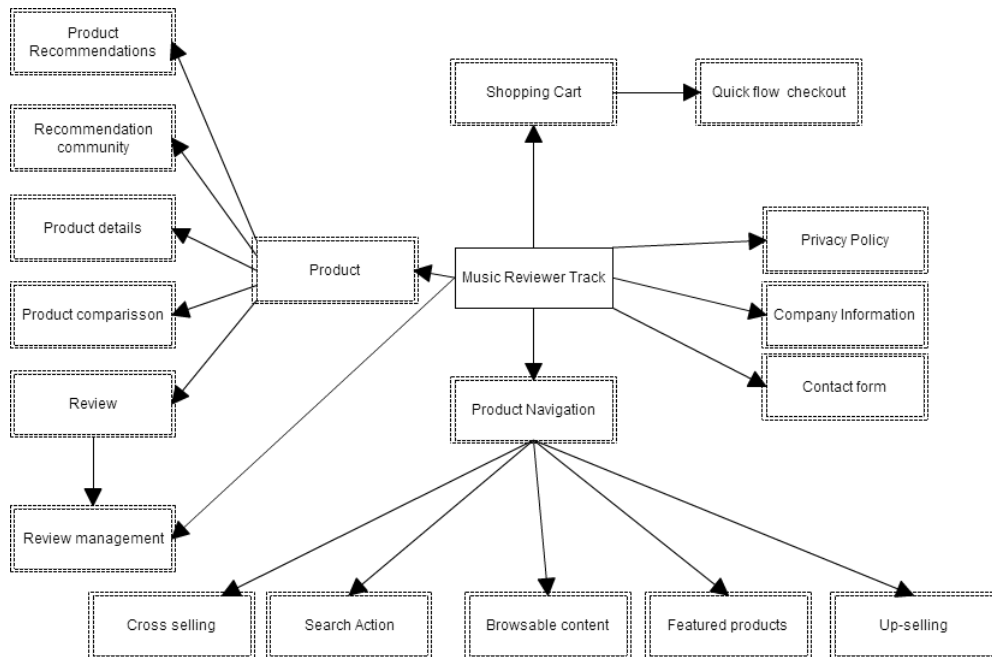 Product
Recommendations
Shopping Cart
Quick flow checkout
Recommendation
community
Product details
Privacy Policy
Product
Music Reviewer Track
Product comparisson
Company Information
Review
Product Navigation
Contact form
Review management
Cross selling
Search Action
Browsable content
Featured products
Up-selling